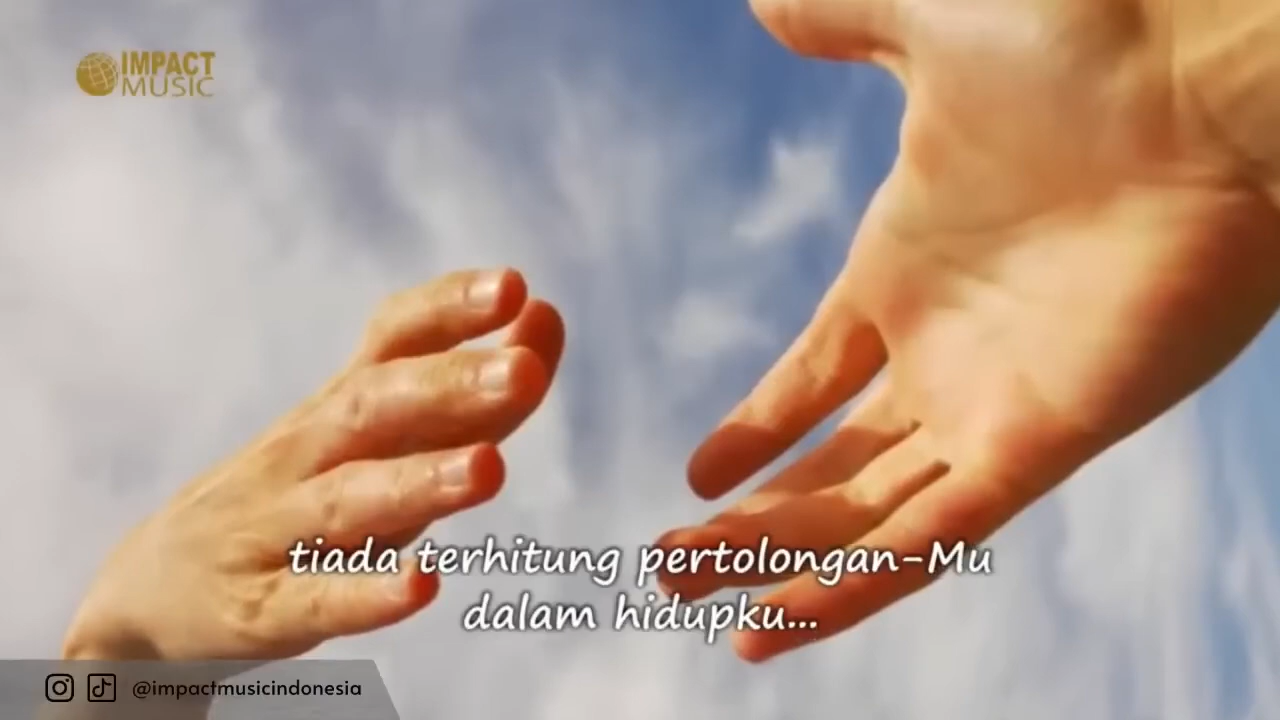 IMPACT
MUSIC
tiada terhitung pertolongan-Mu
dalam hidupku...
@impactmusicindonesia